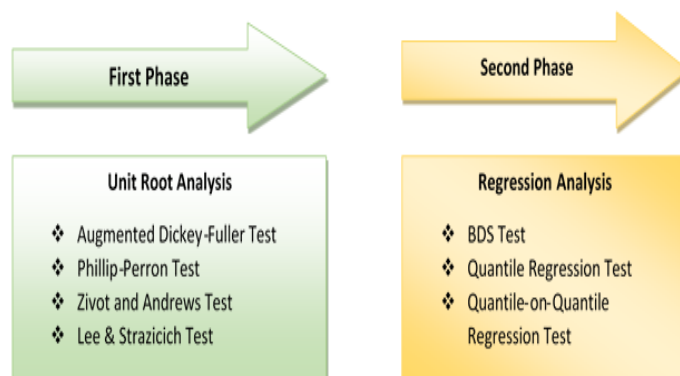 First Phase
Second Phase
Unit Root Analysis
❖ Augmented Dickey-Fuller Test
❖ Phillip-Perron Test
❖ Zivot and Andrews Test
❖ Lee & Strazicich Test
Regression Analysis
❖ BDS Test
❖ Quantile Regression Test
❖ Quantile-on-Quantile
Regression Test